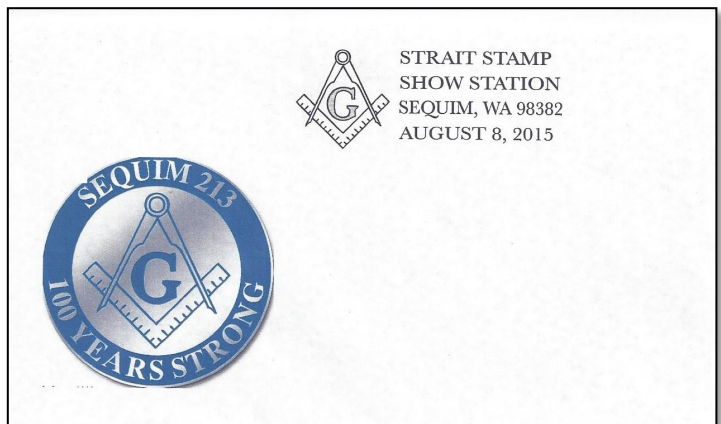 G
STRAIT STAMP
SHOW STATION
SEQUIM, WA 98382
AUGUST 8, 2015
SEQUIM 213
G
100 YEARS STRONG